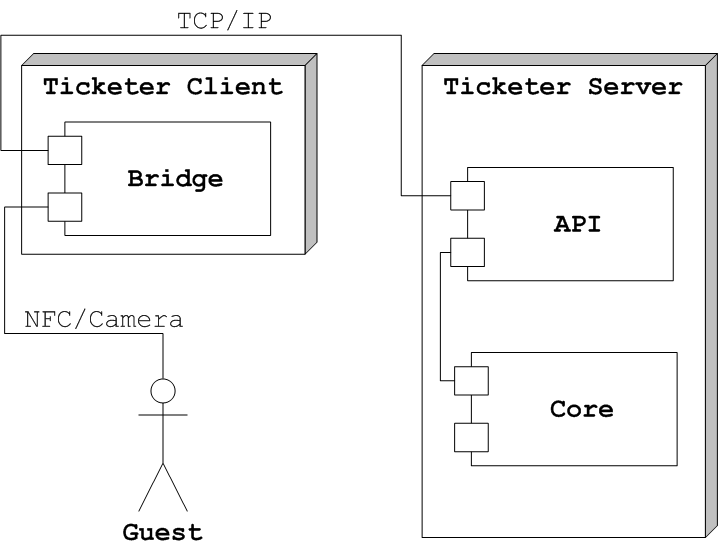 TCP/IP
Ticketer Client
Ticketer Server
Bridge
API
NFC/Camera
Core
Guest